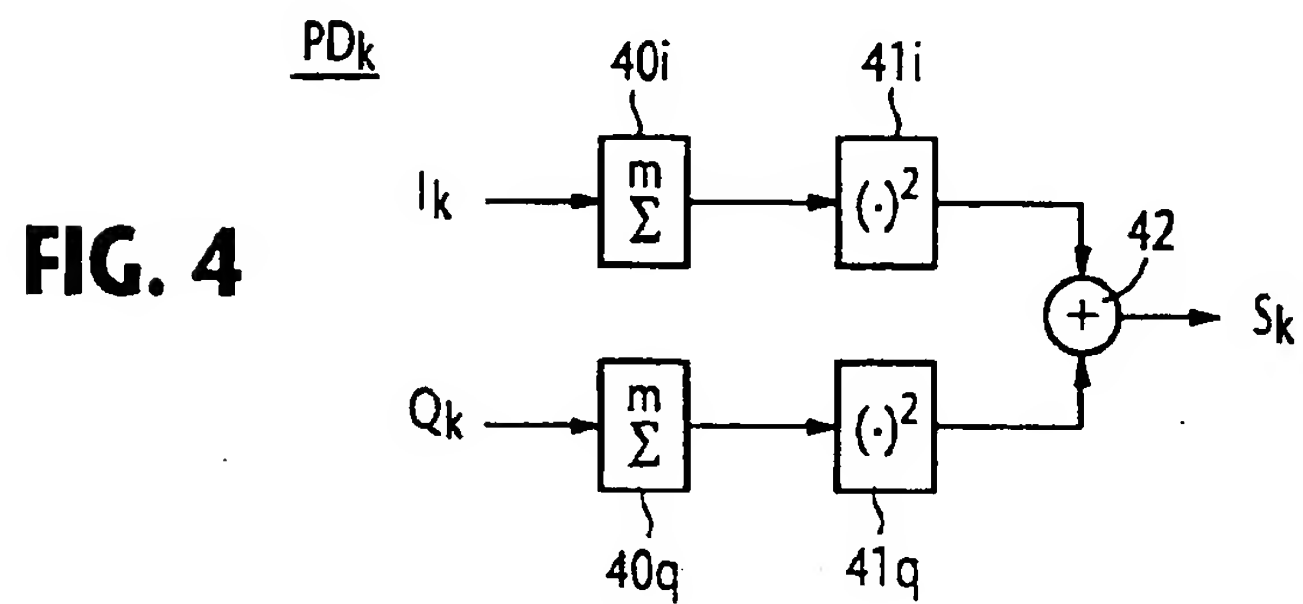 PDk
40i
41i
Ik
m
Σ
(·)²
FIG. 4
42
+
Sk
Qk
m
Σ
(·)²
40q
41q